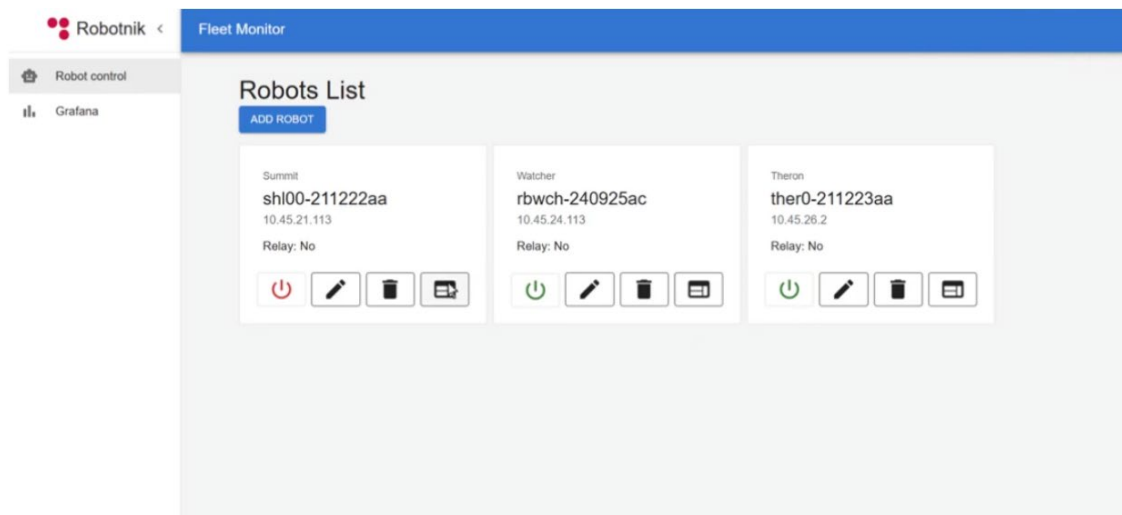 Robotnik
Fleet Monitor
Robot control
Grafana
Robots List
ADD ROBOT
Summit
shl00-211222aa
10.45.21.113
Relay: No
Watcher
rbwch-240925ac
10.45.24.113
Relay: No
Theron
ther0-211223aa
10.45.26.2
Relay: No